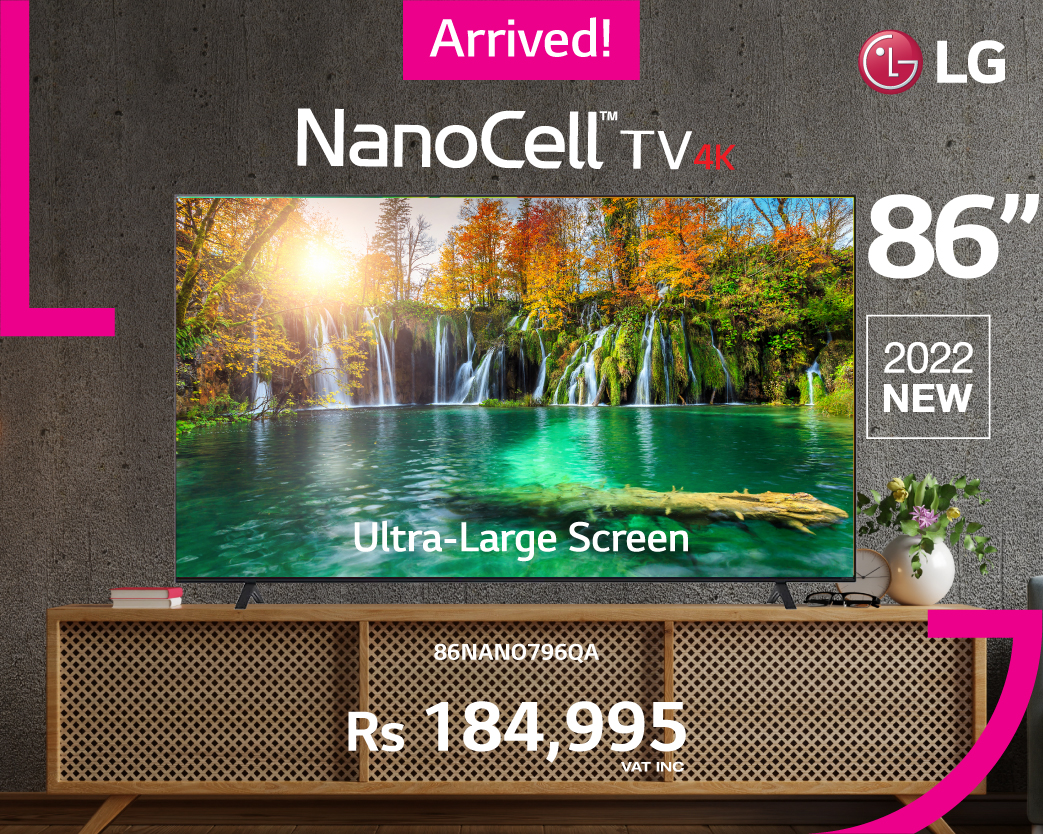 Arrived!
LG
NanoCell™ TV 4K
86”
2022
NEW
Ultra-Large Screen
86NANO796QA
Rs 184,995
VAT INC